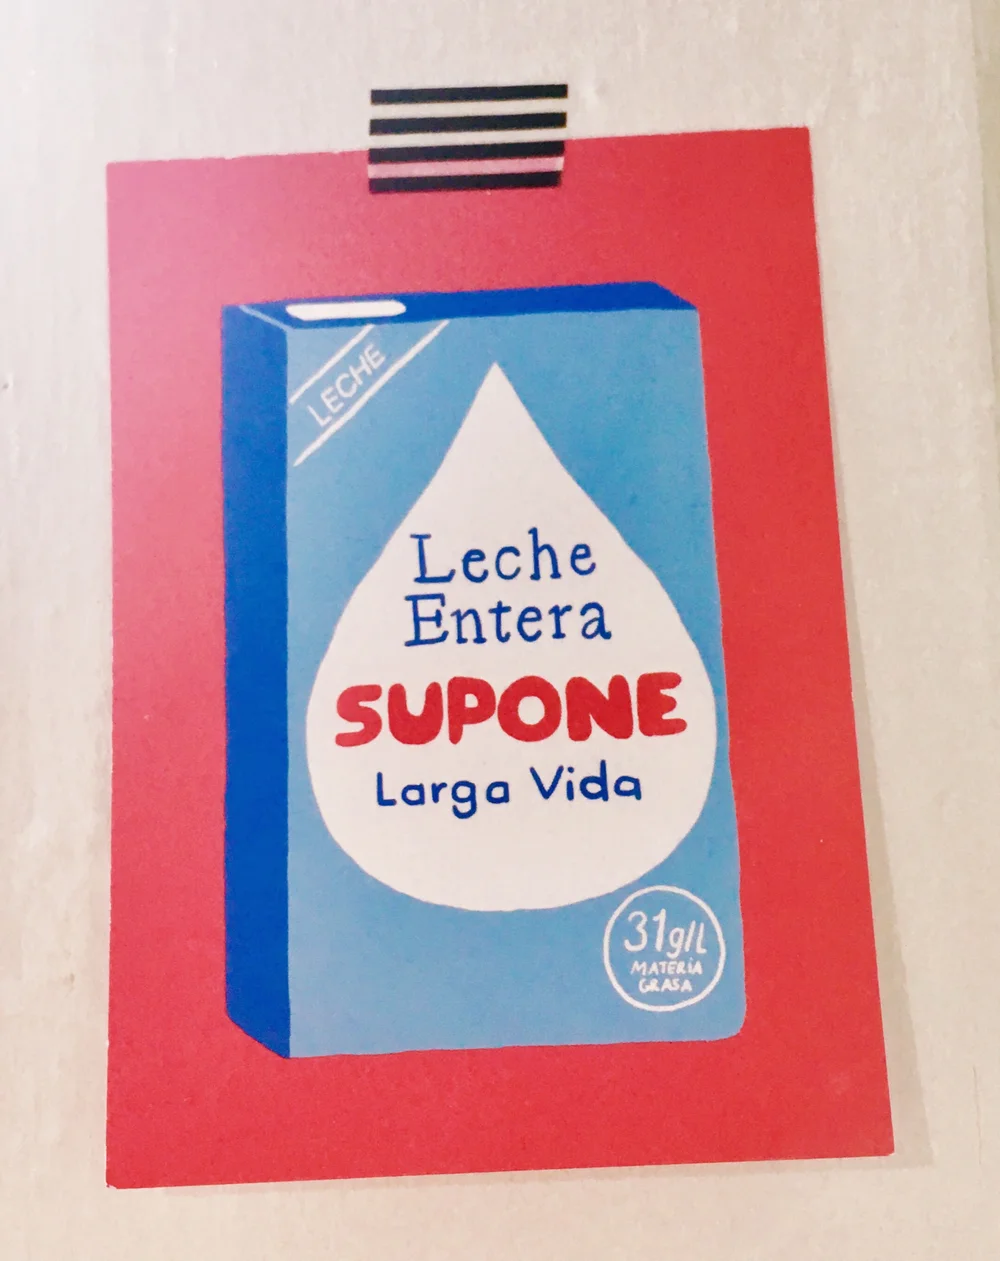 LECHE
Leche
Entera
SUPONE
Larga Vida
31g/l
MATERiA
GRASA